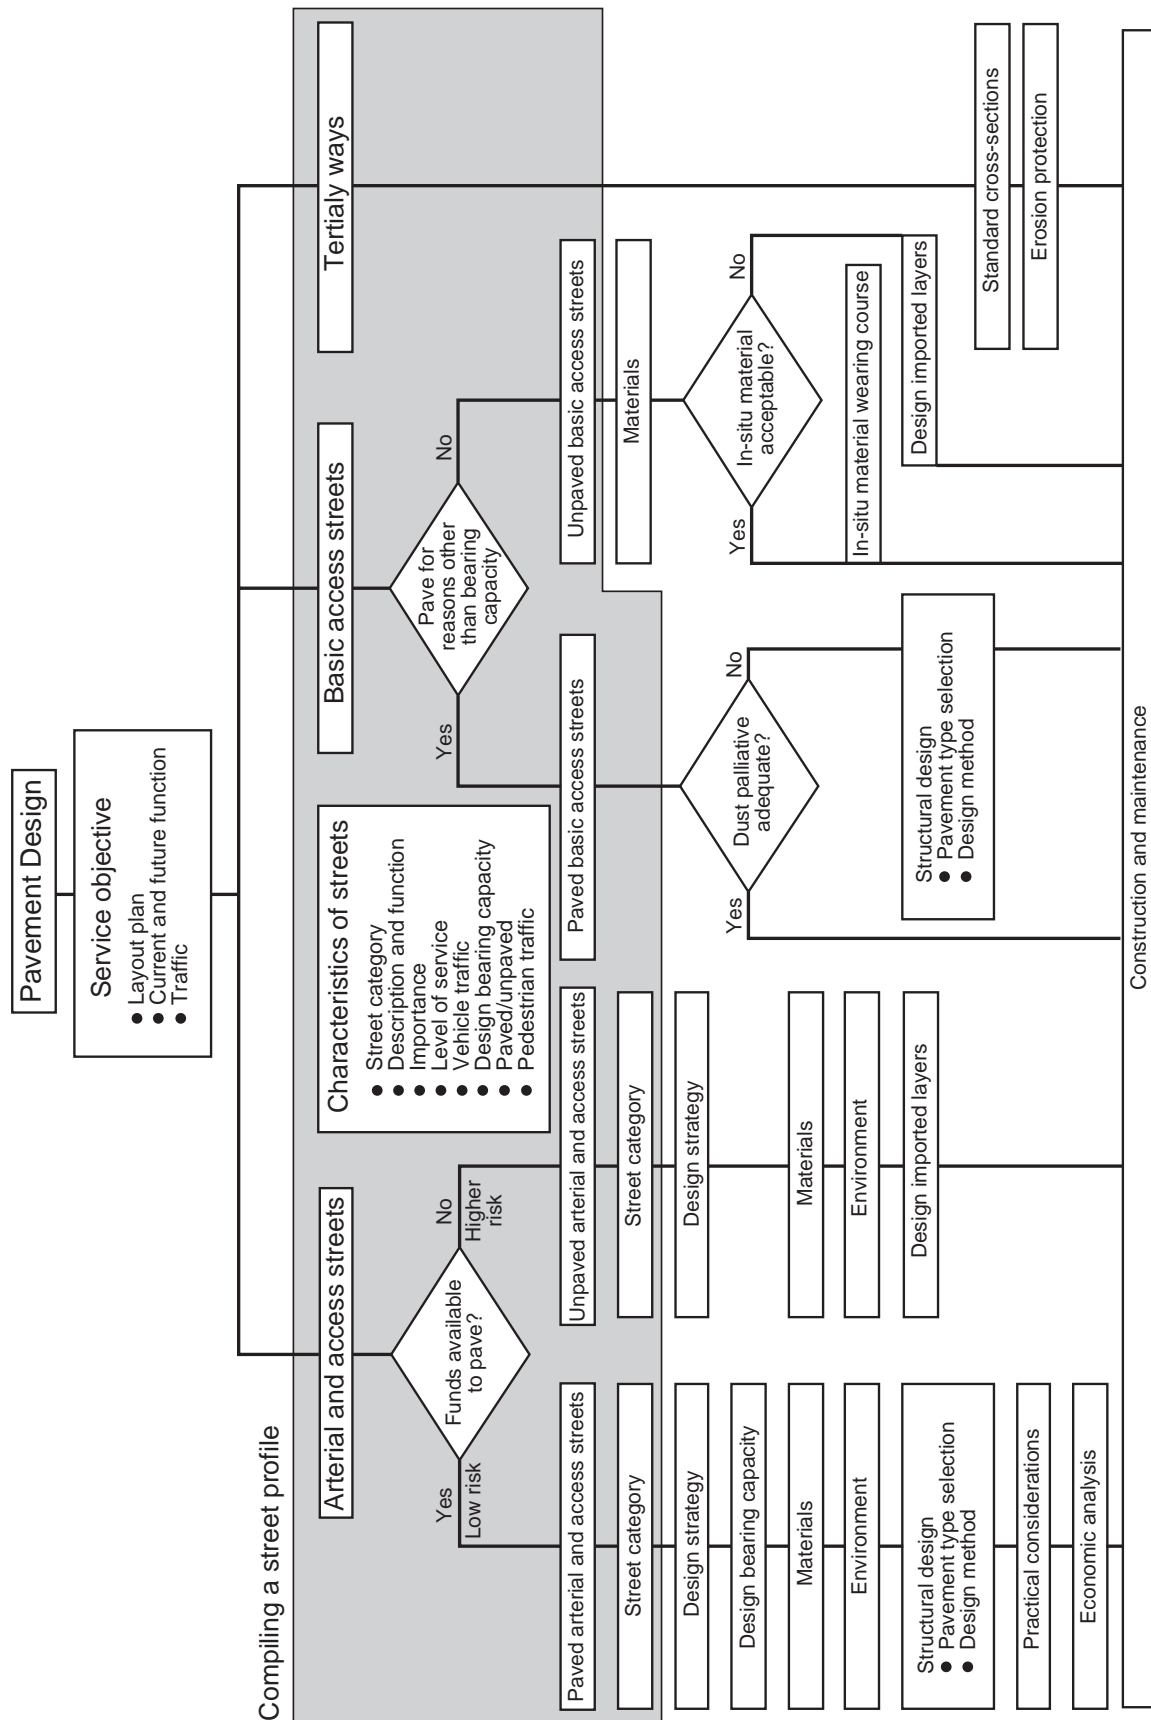 Pavement Design
Service objective
● Layout plan
● Current and future function
● Traffic
Compiling a street profile
Arterial and access streets
Basic access streets
Tertialy ways
Characteristics of streets
● Street category
● Description and function
● Importance
● Level of service
● Vehicle traffic
● Design bearing capacity
● Paved/unpaved
● Pedestrian traffic
Yes
Low risk
Funds available
to pave?
No
Higher
risk
Yes
Pave for
reasons other
than bearing
capacity
No
Paved arterial and access streets
Unpaved arterial and access streets
Paved basic access streets
Unpaved basic access streets
Street category
Street category
Materials
Design strategy
Design strategy
Yes
Dust palliative
adequate?
No
Yes
In-situ material
acceptable?
No
Design bearing capacity
Materials
Materials
Environment
Environment
In-situ material wearing course
Structural design
● Pavement type selection
● Design method
Design imported layers
Structural design
● Pavement type selection
● Design method
Design imported layers
Standard cross-sections
Practical considerations
Erosion protection
Economic analysis
Construction and maintenance